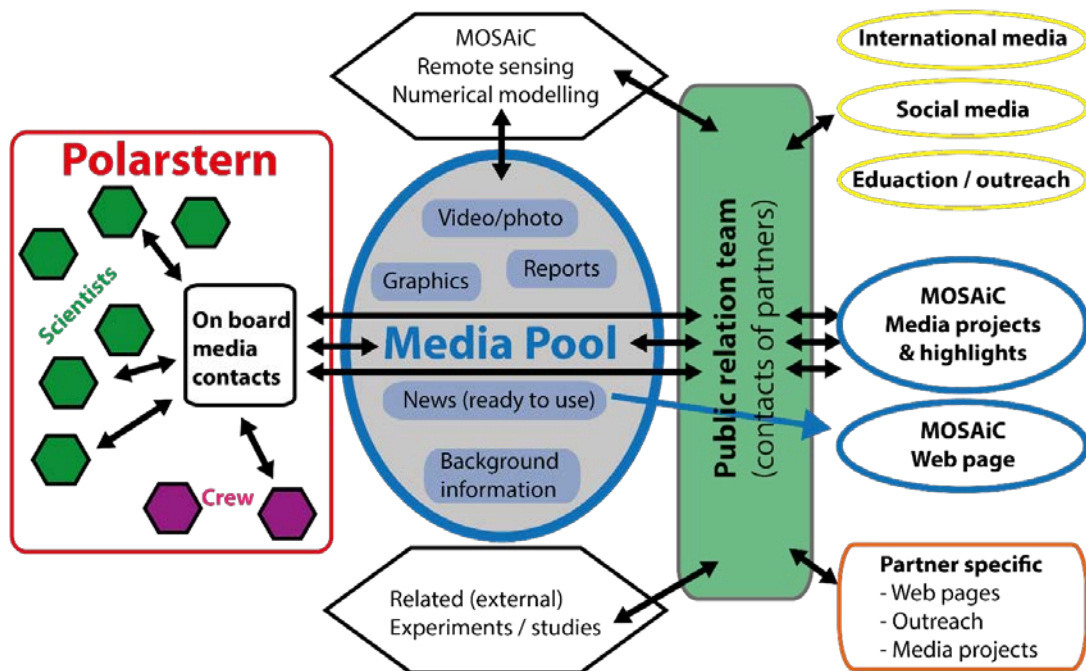 Polarstern
Scientists
On board
media
contacts
Crew
MOSAiC
Remote sensing
Numerical modelling
Video/photo
Graphics
Reports
Media Pool
News (ready to use)
Background
information
Related (external)
Experiments / studies
Public relation team
(contacts of partners)
International media
Social media
Eduaction / outreach
MOSAiC
Media projects
& highlights
MOSAiC
Web page
Partner specific
- Web pages
- Outreach
- Media projects